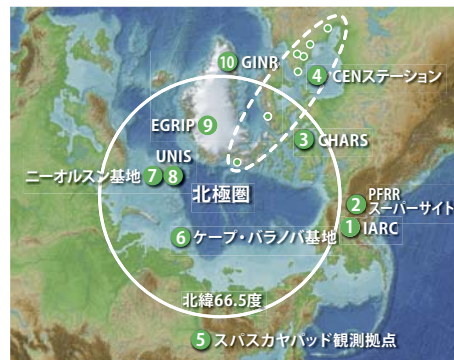 10 GINR
4 CENステーション
EGRIP 9
3 CHARS
UNIS
ニーオルスン基地 7 8
北極圏
PFRR
2 スーパーサイト
1 IARC
6 ケープ・バラノバ基地
北緯66.5度
5 スパスカヤパッド観測拠点